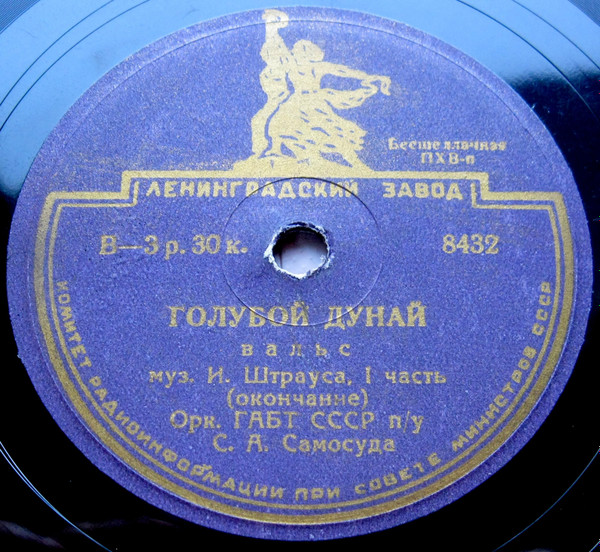 Бесшеллачная
ПХВ-п
ЛЕНИНГРАДСКИЙ ЗАВОД
В—3 р. 30 к.
8432
ГОЛУБОЙ ДУНАЙ
вальс
муз. И. Штрауса, I часть
(окончание)
Орк. ГАБТ СССР п/у
С. А. Самосуда
КОМИТЕТ РАДИОИНФОРМАЦИИ ПРИ СОВЕТЕ МИНИСТРОВ СССР